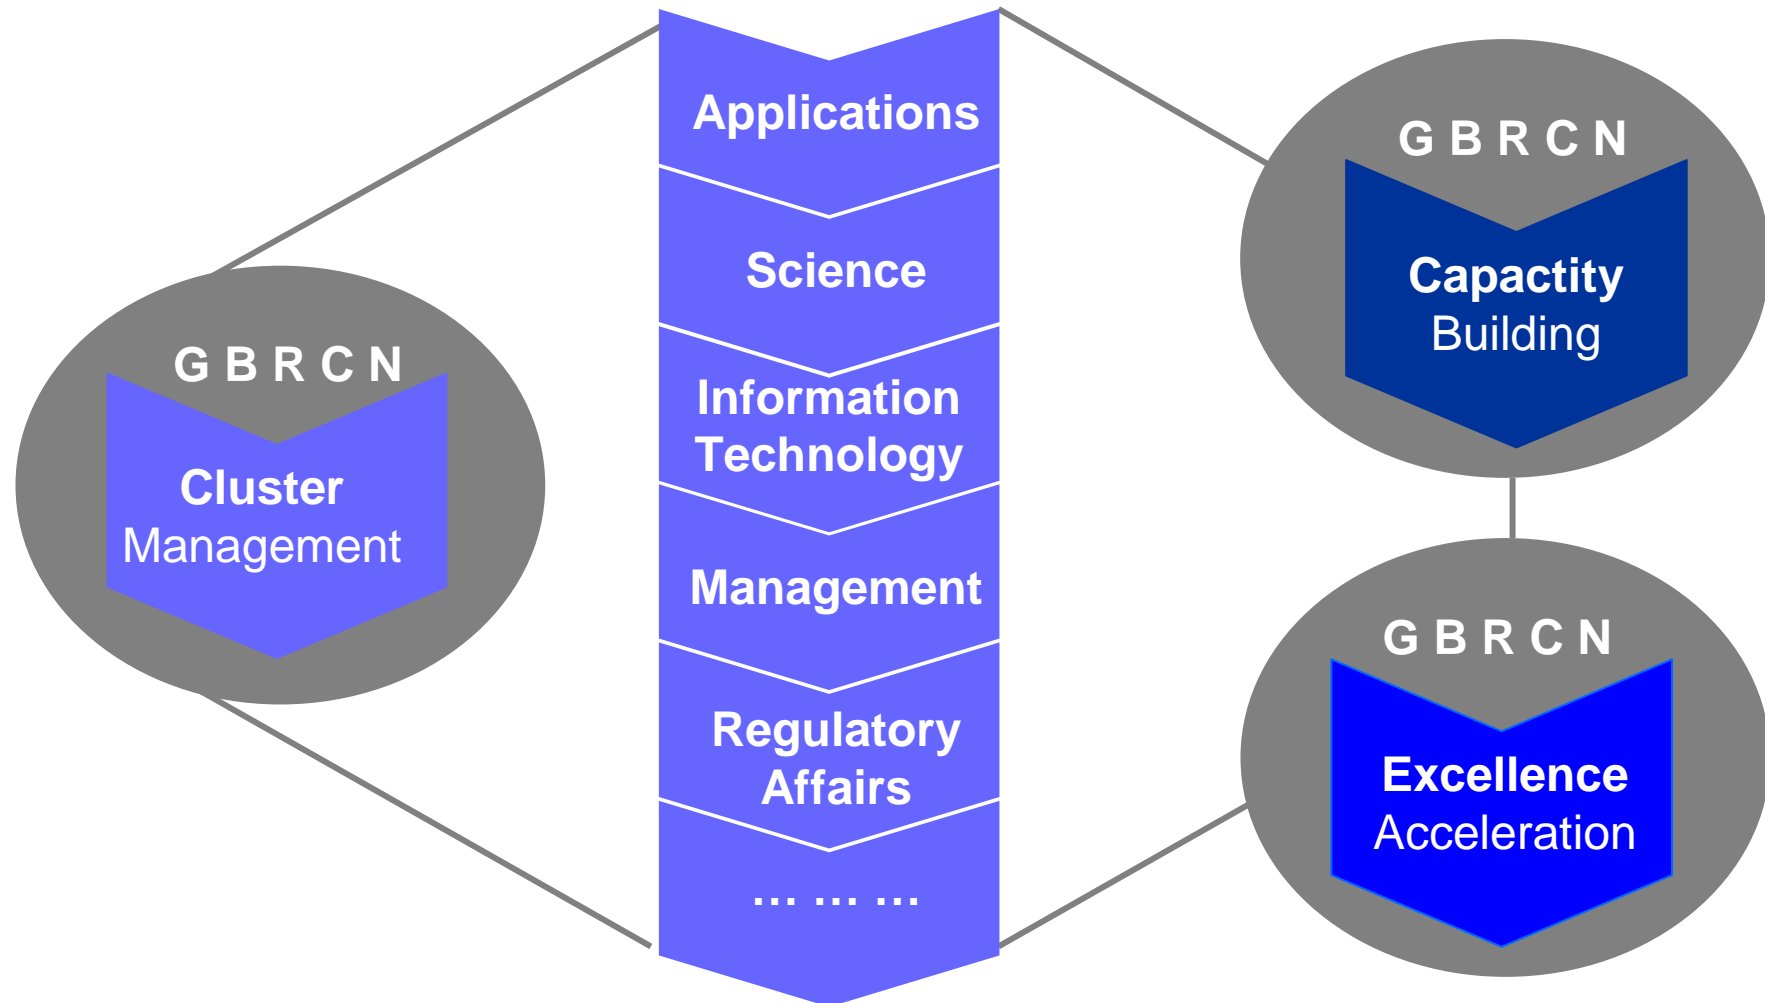 G B R C N
Cluster
Management
Applications
Science
Information
Technology
Management
Regulatory
Affairs
… … …
G B R C N
Capactity
Building
G B R C N
Excellence
Acceleration